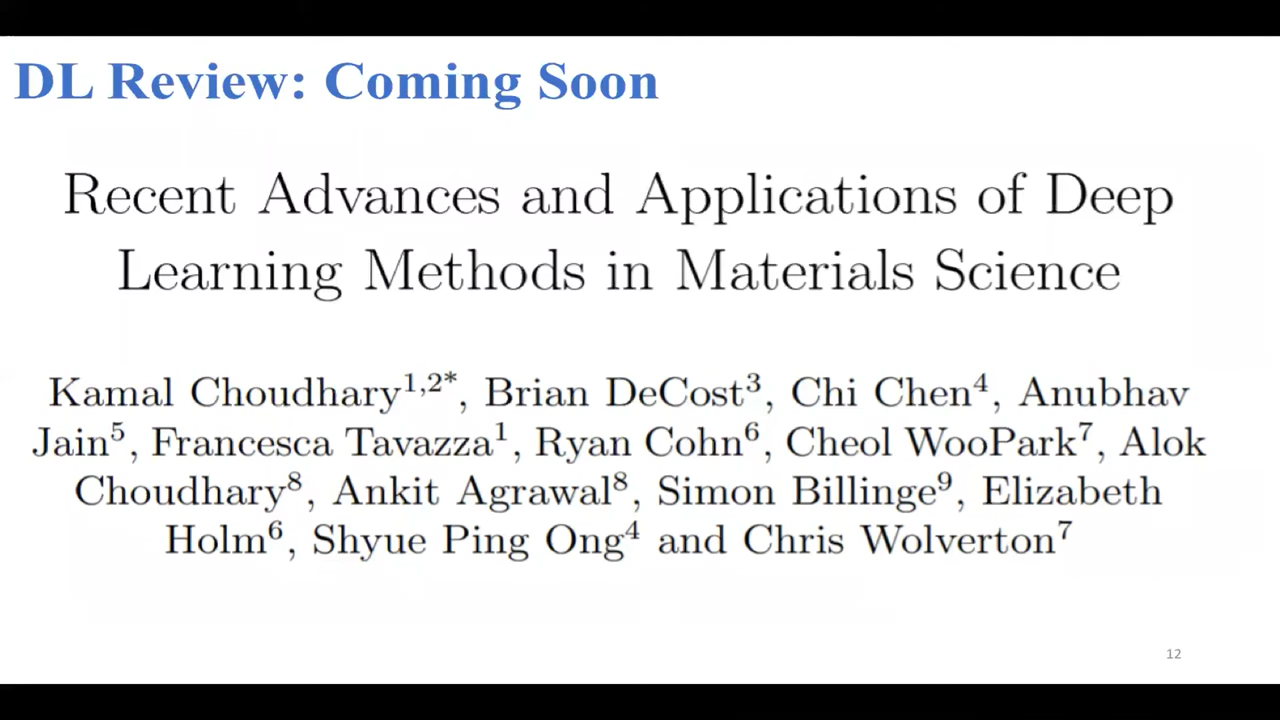 DL Review: Coming Soon
Recent Advances and Applications of Deep
Learning Methods in Materials Science
Kamal Choudhary1,2*, Brian DeCost3, Chi Chen4, Anubhav
Jain5, Francesca Tavazza1, Ryan Cohn6, Cheol WooPark7, Alok
Choudhary8, Ankit Agrawal8, Simon Billinge9, Elizabeth
Holm6, Shyue Ping Ong4 and Chris Wolverton7
12